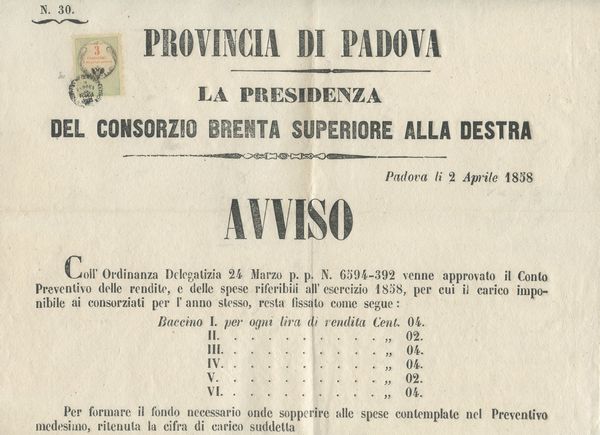 N. 30.
3
PROVINCIA DI PADOVA
LA PRESIDENZA
DEL CONSORZIO BRENTA SUPERIORE ALLA DESTRA
Padova li 2 Aprile 1858
AVVISO
Coll' Ordinanza Delegatizia 24 Marzo p. p. N. 6594-392 venne approvato il Conto
Preventivo delle rendite, e delle spese riferibili all' esercizio 1858, per cui il carico impo-
nibile ai consorziati per l' anno stesso, resta fissato come segue:
Baccino I. per ogni lira di rendita Cent. 04.
II. . . . . . . . . . . „ 02.
III. . . . . . . . . . . „ 04.
IV. . . . . . . . . . . „ 04.
V. . . . . . . . . . . „ 02.
VI. . . . . . . . . . . „ 04.
Per formare il fondo necessario onde sopperire alle spese contemplate nel Preventivo
medesimo, ritenuta la cifra di carico suddetta